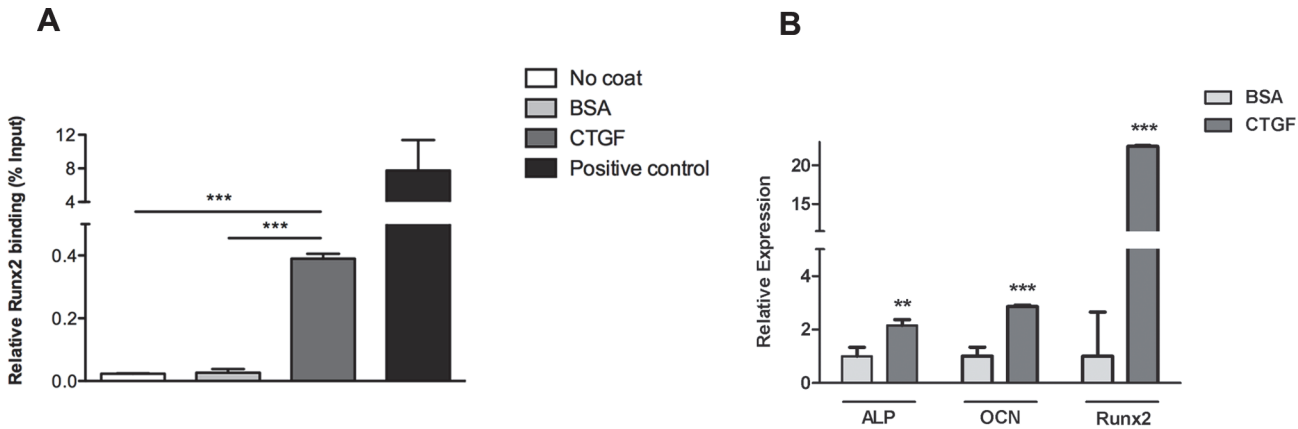 A
Relative Runx2 binding (% Input)
12
8
4
0.4
0.2
0.0
***
***
No coat
BSA
CTGF
Positive control
B
Relative Expression
20
15
4
2
0
**
***
***
ALP
OCN
Runx2
BSA
CTGF